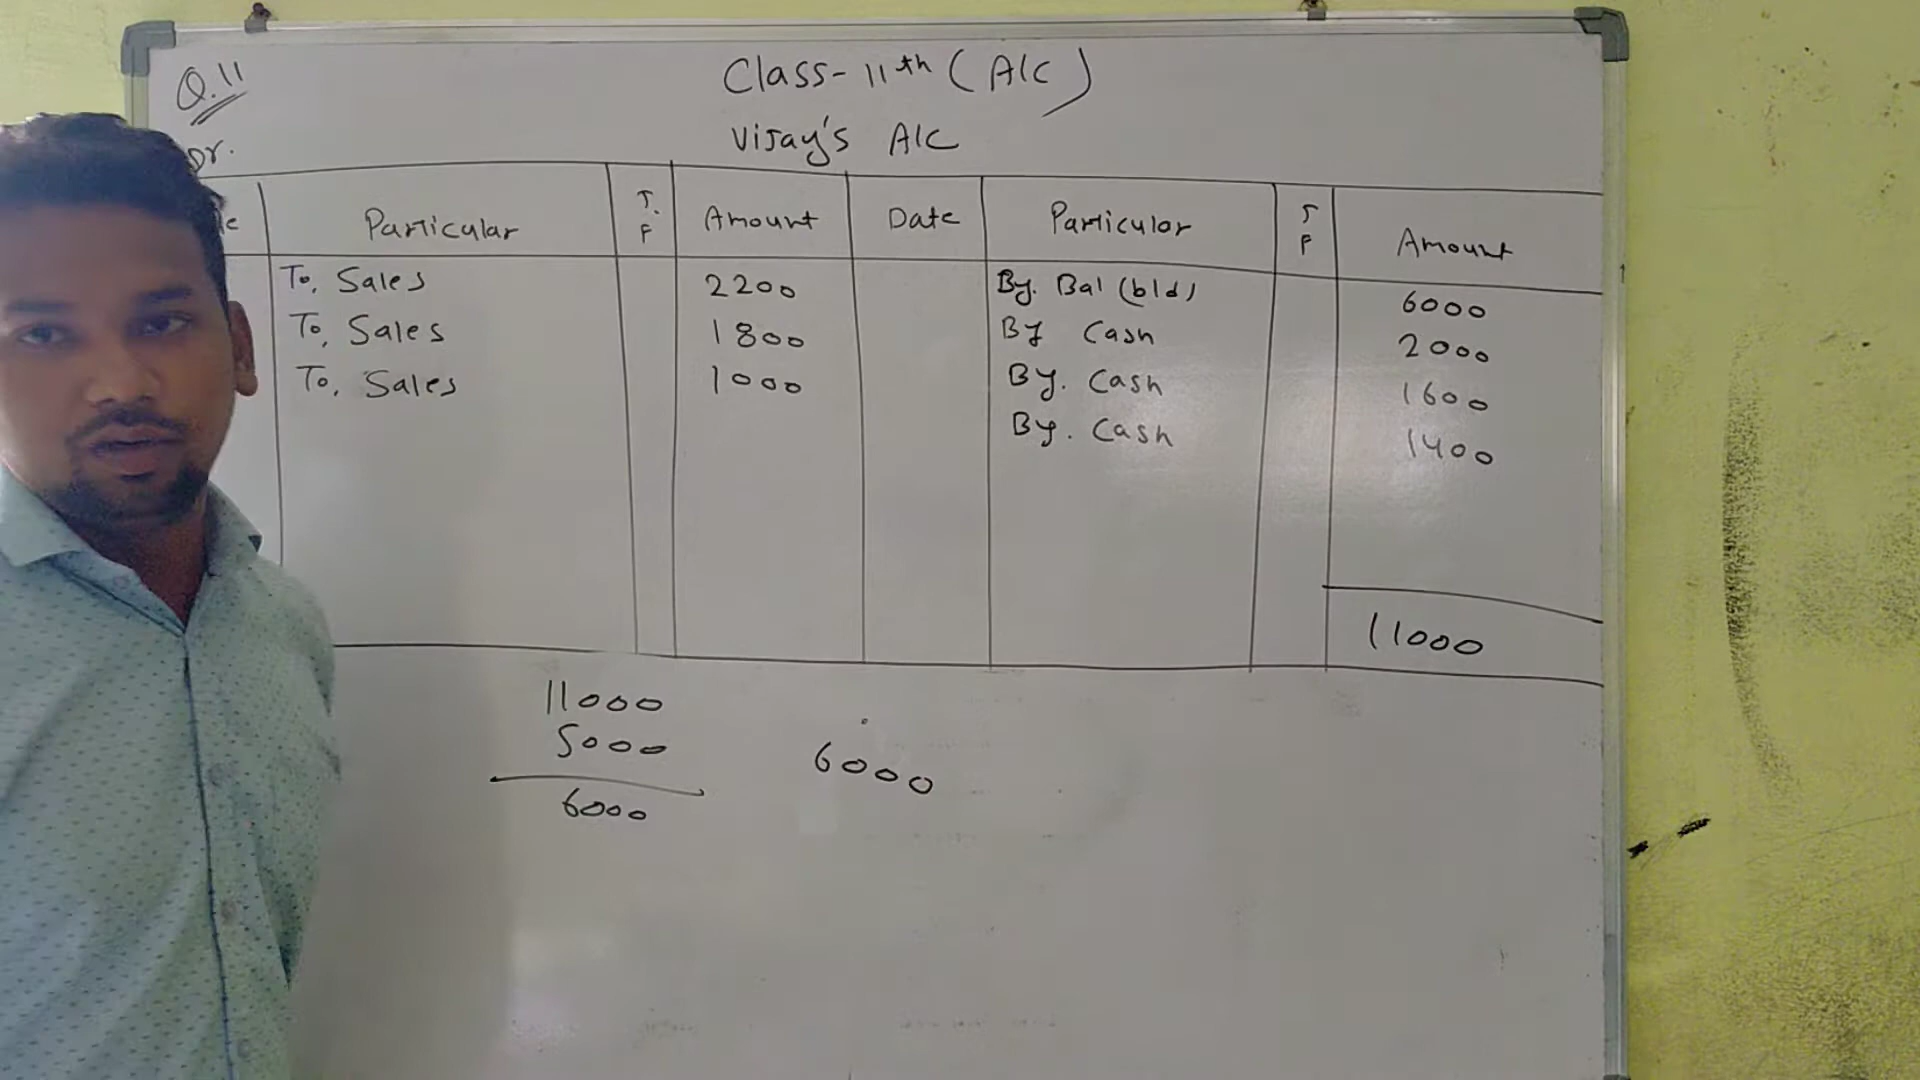 Q.11
Class-11th (A/C)
Dr.
Vijay's A/C
Particular J.F Amount Date Particular J F Amount
To, Sales 2200 By. Bal (b/d) 6000
To, Sales 1800 By Cash 2000
To, Sales 1000 By. Cash 1600
By. Cash 1400
11000
11000
5000
6000
6000